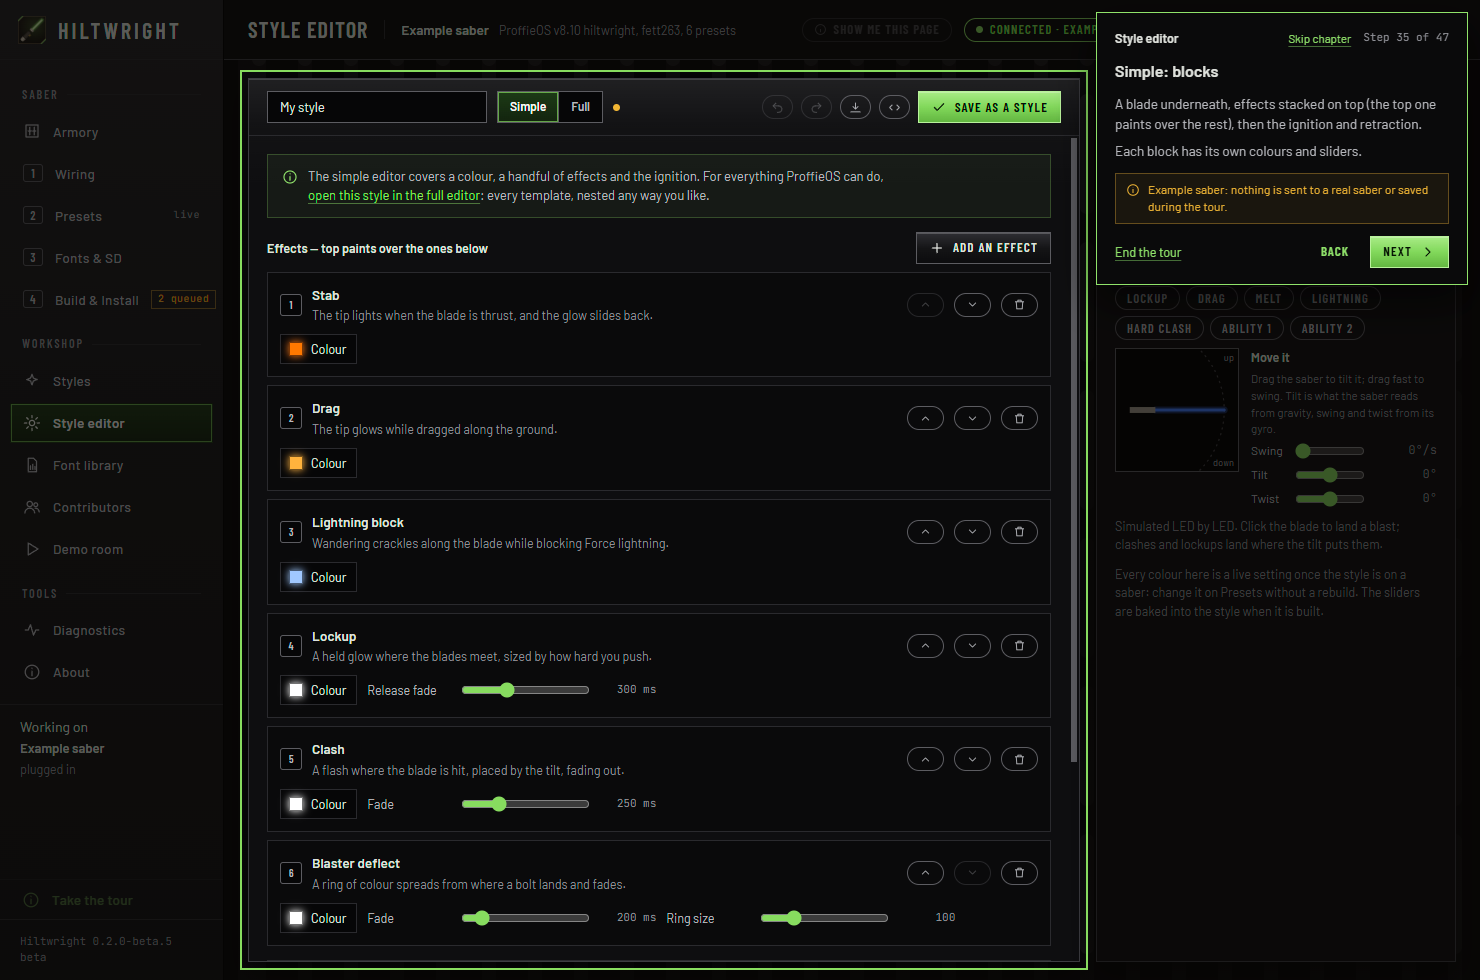 HILTWRIGHT
SABER
Armory
1 Wiring
2 Presets live
3 Fonts & SD
4 Build & Install 2 queued
WORKSHOP
Styles
Style editor
Font library
Contributors
Demo room
TOOLS
Diagnostics
About
Working on
Example saber
plugged in
Take the tour
Hiltwright 0.2.0-beta.5
beta
STYLE EDITOR Example saber ProffieOS v8.10 hiltwright, fett263, 6 presets SHOW ME THIS PAGE CONNECTED · EXAMP
My style Simple Full SAVE AS A STYLE
The simple editor covers a colour, a handful of effects and the ignition. For everything ProffieOS can do,
open this style in the full editor: every template, nested any way you like.
Effects — top paints over the ones below ADD AN EFFECT
1 Stab
The tip lights when the blade is thrust, and the glow slides back.
Colour
2 Drag
The tip glows while dragged along the ground.
Colour
3 Lightning block
Wandering crackles along the blade while blocking Force lightning.
Colour
4 Lockup
A held glow where the blades meet, sized by how hard you push.
Colour Release fade 300 ms
5 Clash
A flash where the blade is hit, placed by the tilt, fading out.
Colour Fade 250 ms
6 Blaster deflect
A ring of colour spreads from where a bolt lands and fades.
Colour Fade 200 ms Ring size 100
Style editor Skip chapter Step 35 of 47
Simple: blocks
A blade underneath, effects stacked on top (the top one
paints over the rest), then the ignition and retraction.
Each block has its own colours and sliders.
Example saber: nothing is sent to a real saber or saved
during the tour.
End the tour BACK NEXT
LOCKUP DRAG MELT LIGHTNING
HARD CLASH ABILITY 1 ABILITY 2
up
down
Move it
Drag the saber to tilt it; drag fast to
swing. Tilt is what the saber reads
from gravity, swing and twist from its
gyro.
Swing 0°/s
Tilt 0°
Twist 0°
Simulated LED by LED. Click the blade to land a blast;
clashes and lockups land where the tilt puts them.
Every colour here is a live setting once the style is on a
saber: change it on Presets without a rebuild. The sliders
are baked into the style when it is built.